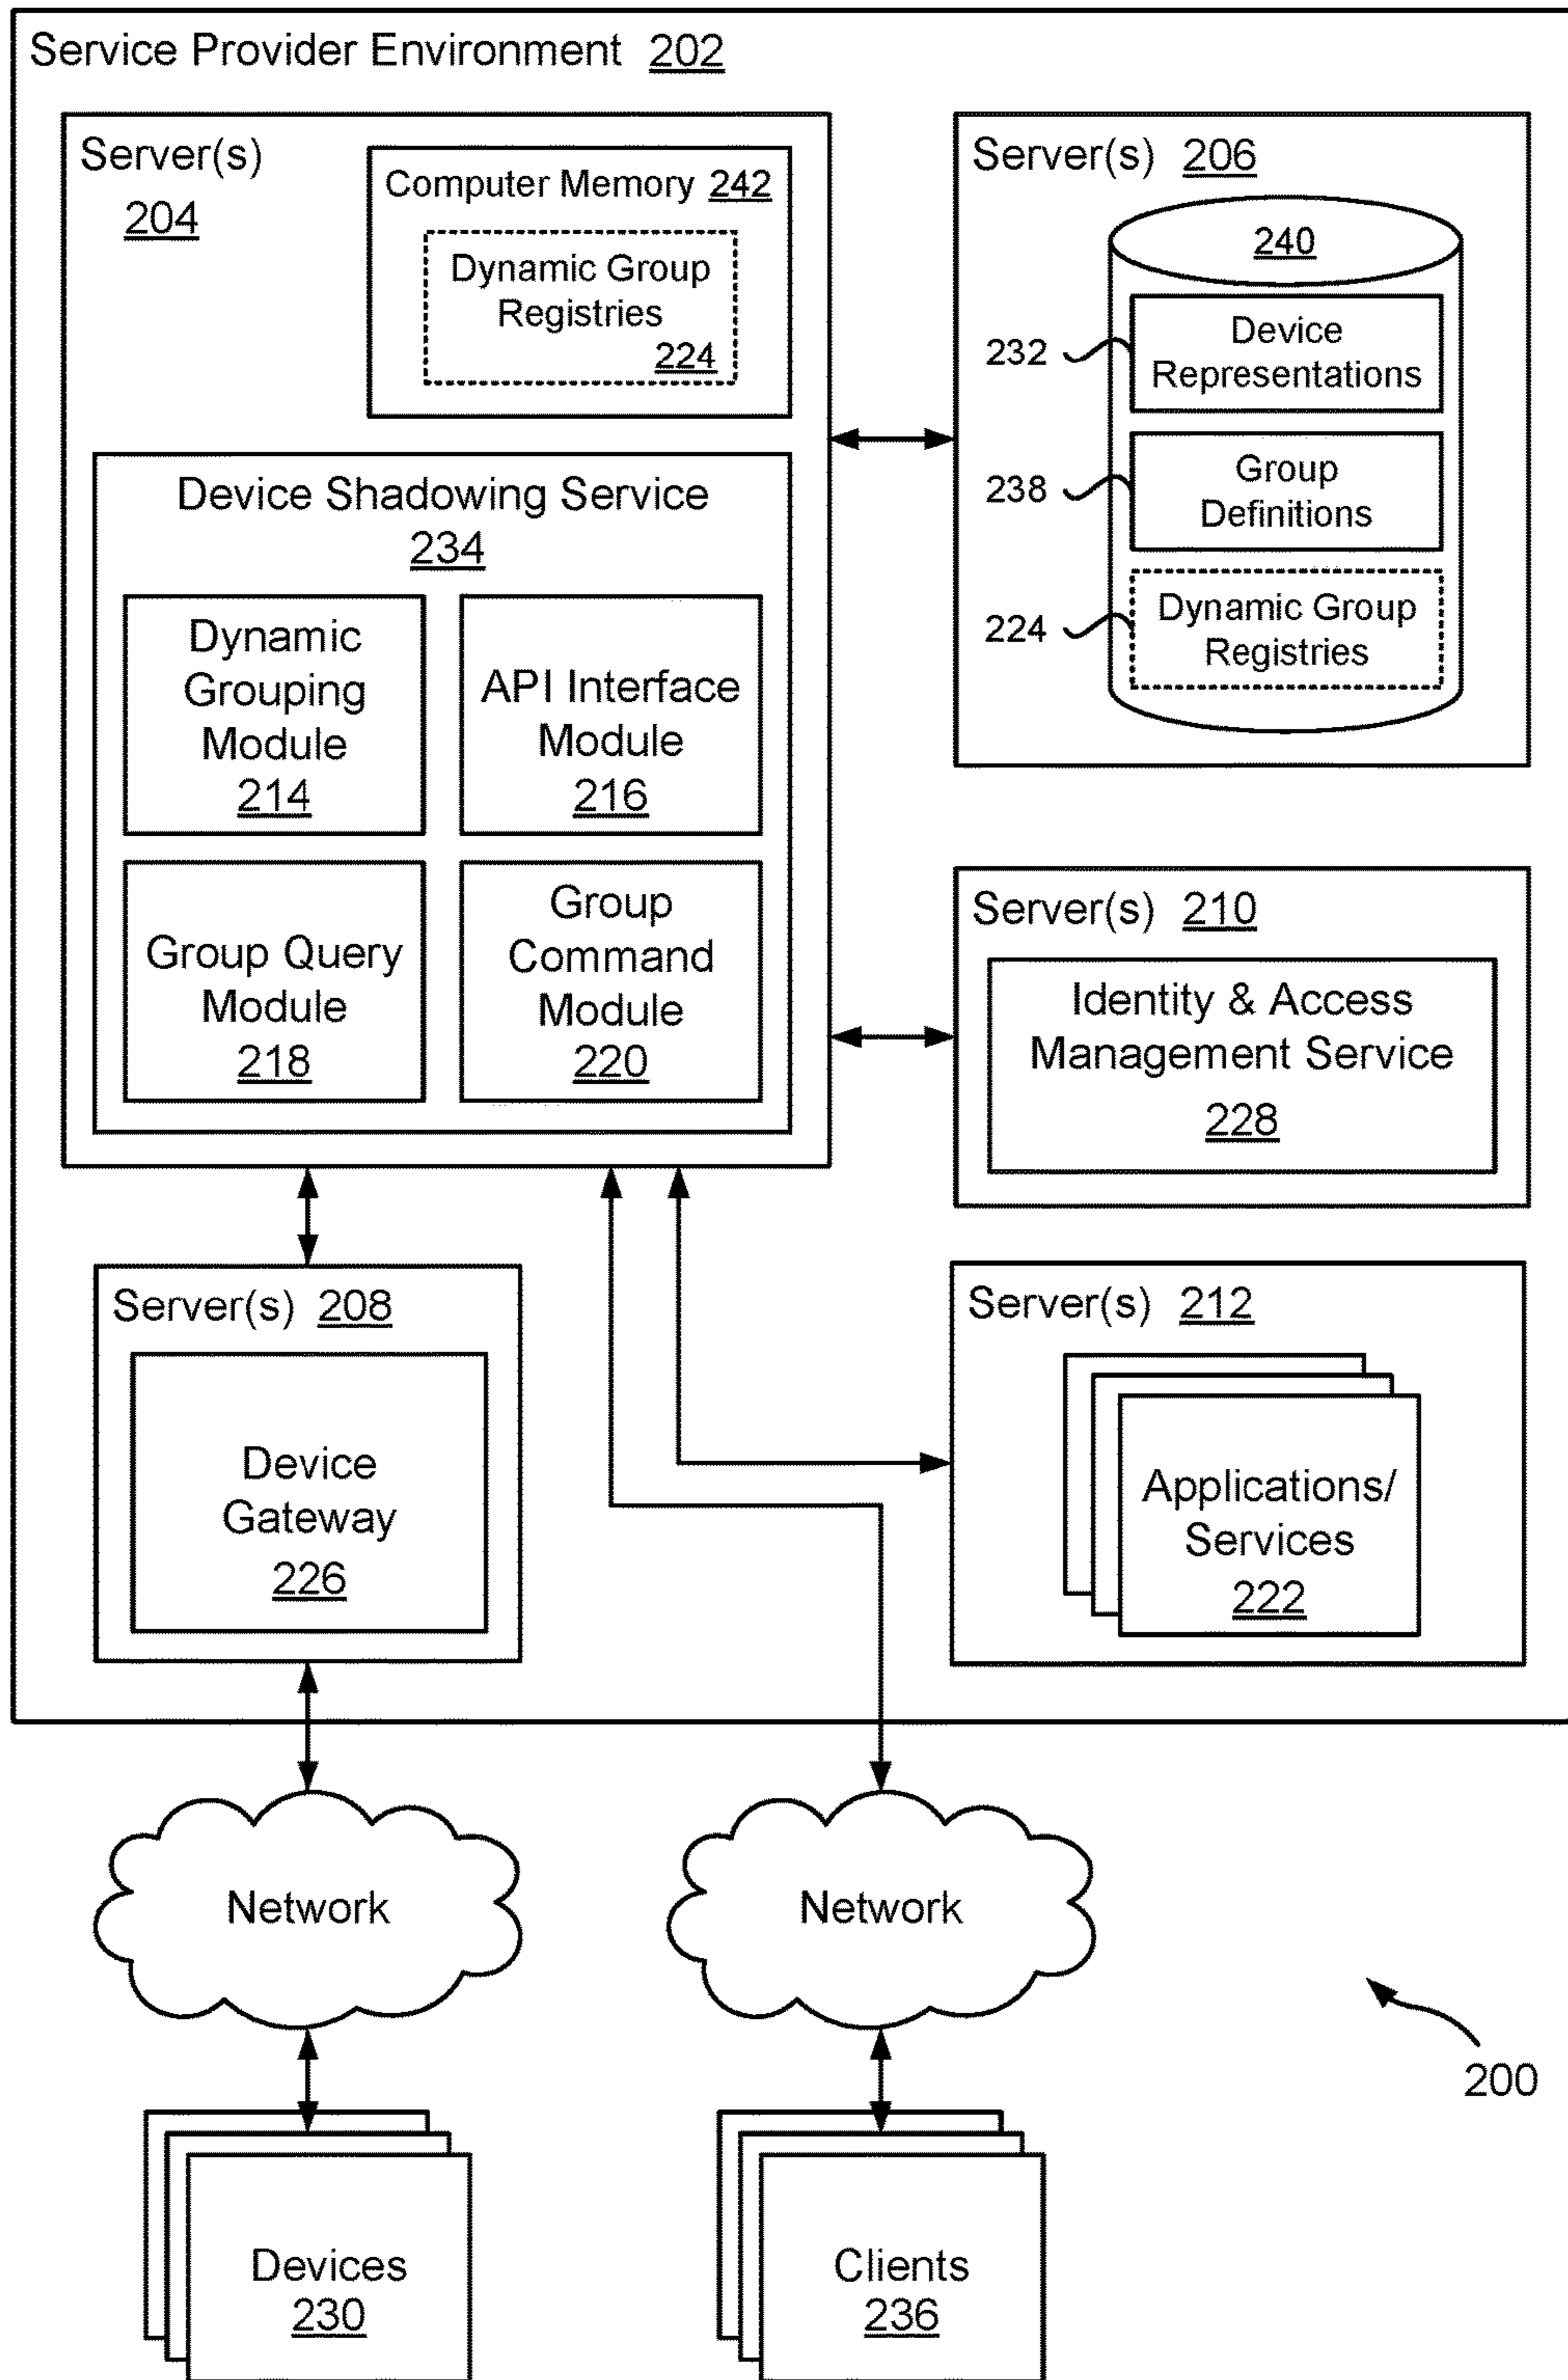 Service Provider Environment 202
Server(s)
204
Computer Memory 242
Dynamic Group
Registries
224
Device Shadowing Service
234
Dynamic
Grouping
Module
214
API Interface
Module
216
Group Query
Module
218
Group
Command
Module
220
Server(s) 206
240
232
Device
Representations
238
Group
Definitions
224
Dynamic Group
Registries
Server(s) 210
Identity & Access
Management Service
228
Server(s) 208
Device
Gateway
226
Server(s) 212
Applications/
Services
222
Network
Network
200
Devices
230
Clients
236